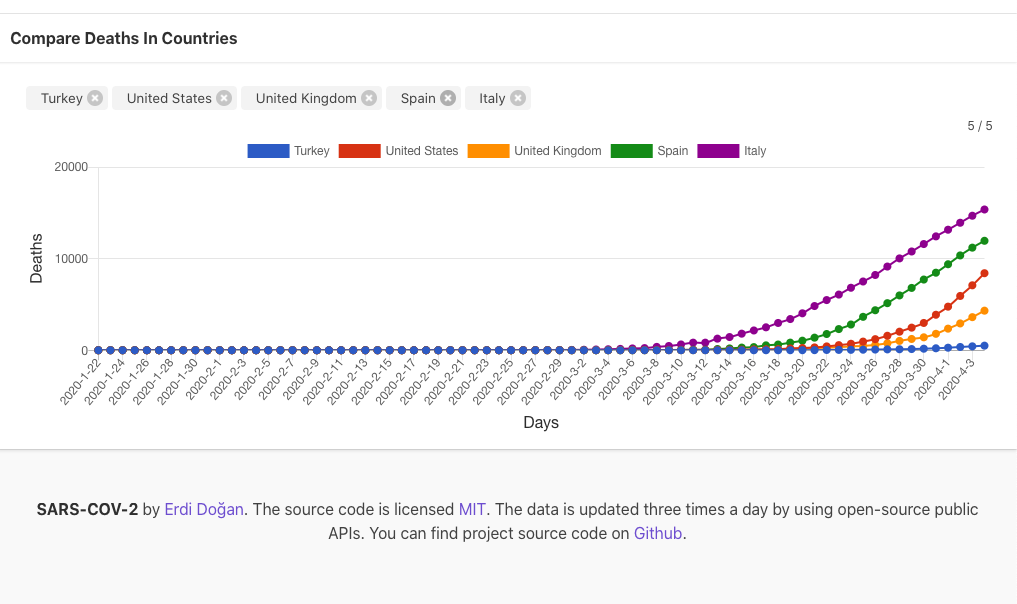 Compare Deaths In Countries
Turkey United States United Kingdom Spain Italy
5 / 5
Turkey United States United Kingdom Spain Italy
20000
Deaths
10000
0
2020-1-22 2020-1-24 2020-1-26 2020-1-28 2020-1-30 2020-2-1 2020-2-3 2020-2-5 2020-2-7 2020-2-9 2020-2-11 2020-2-13 2020-2-15 2020-2-17 2020-2-19 2020-2-21 2020-2-23 2020-2-25 2020-2-27 2020-2-29 2020-3-2 2020-3-4 2020-3-6 2020-3-8 2020-3-10 2020-3-12 2020-3-14 2020-3-16 2020-3-18 2020-3-20 2020-3-22 2020-3-24 2020-3-26 2020-3-28 2020-3-30 2020-4-1 2020-4-3
Days
SARS-COV-2 by Erdi Doğan. The source code is licensed MIT. The data is updated three times a day by using open-source public
APIs. You can find project source code on Github.